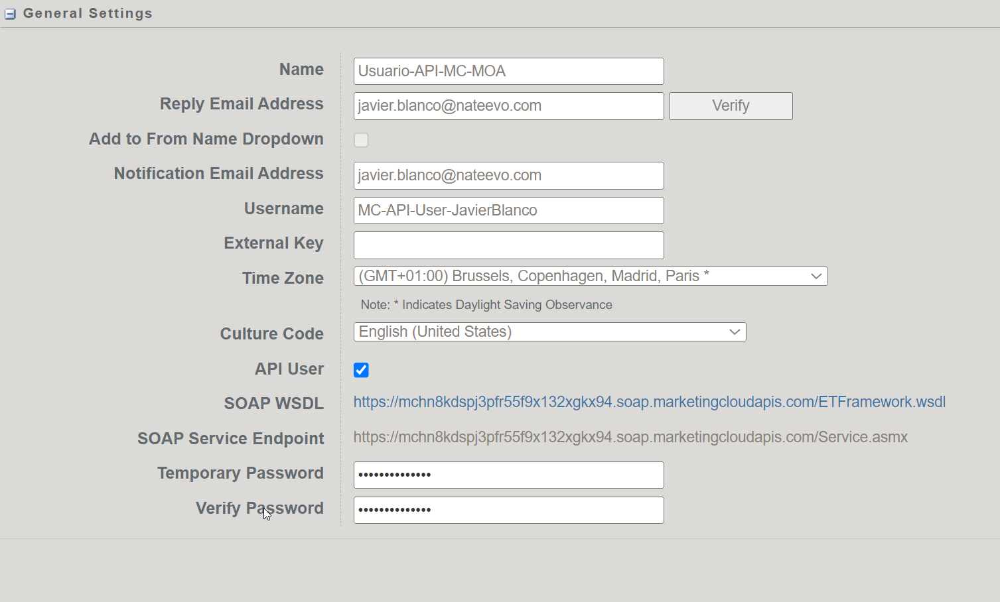 General Settings
Name Usuario-API-MC-MOA
Reply Email Address javier.blanco@nateevo.com Verify
Add to From Name Dropdown
Notification Email Address javier.blanco@nateevo.com
Username MC-API-User-JavierBlanco
External Key
Time Zone (GMT+01:00) Brussels, Copenhagen, Madrid, Paris *
Note: * Indicates Daylight Saving Observance
Culture Code English (United States)
API User
SOAP WSDL https://mchn8kdspj3pfr55f9x132xgkx94.soap.marketingcloudapis.com/ETFramework.wsdl
SOAP Service Endpoint https://mchn8kdspj3pfr55f9x132xgkx94.soap.marketingcloudapis.com/Service.asmx
Temporary Password ••••••••••••••
Verify Password ••••••••••••••